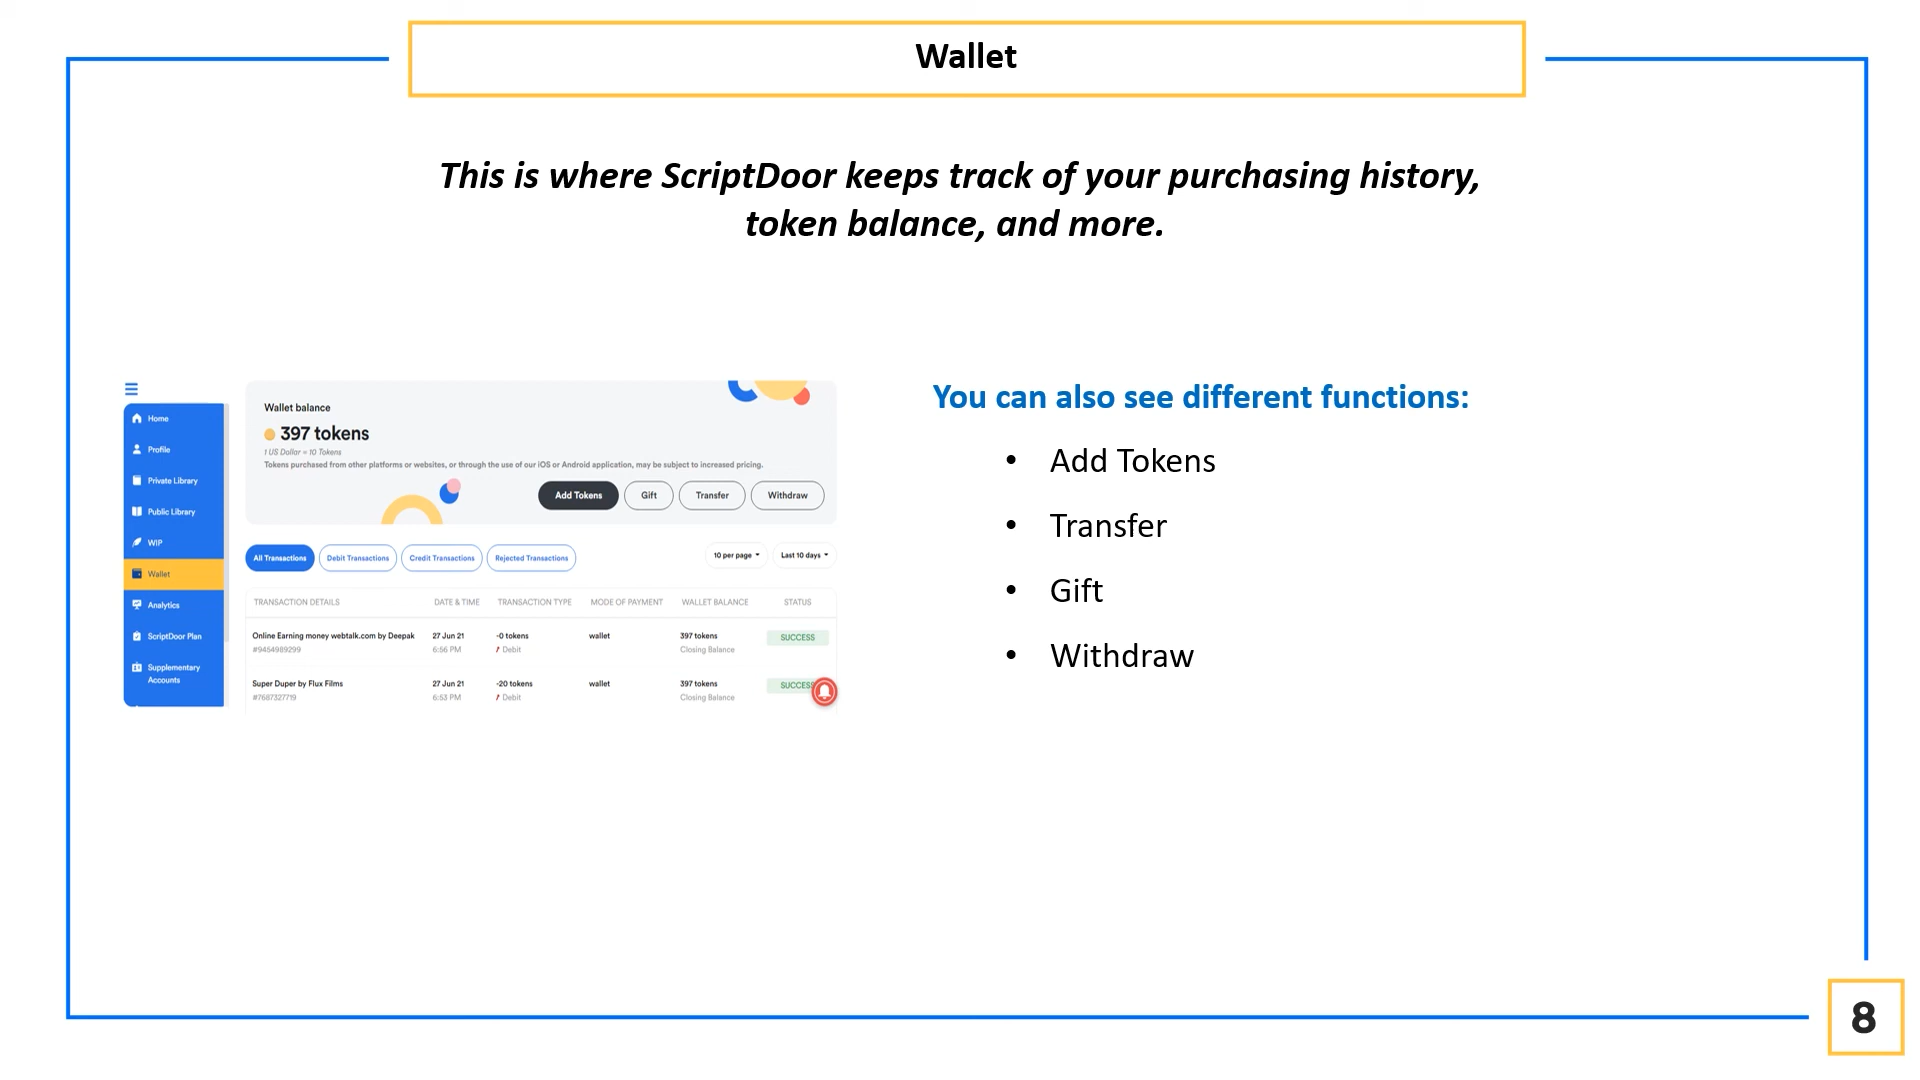 Wallet
This is where ScriptDoor keeps track of your purchasing history,
token balance, and more.
Home
Profile
Private Library
Public Library
WIP
Wallet
Analytics
ScriptDoor Plan
Supplementary
Accounts
Wallet balance
397 tokens
1 US Dollar = 10 Tokens
Tokens purchased from other platforms or websites, or through the use of our iOS or Android application, may be subject to increased pricing.
Add Tokens Gift Transfer Withdraw
All Transactions Debit Transactions Credit Transactions Rejected Transactions 10 per page Last 10 days
TRANSACTION DETAILS DATE & TIME TRANSACTION TYPE MODE OF PAYMENT WALLET BALANCE STATUS
Online Earning money webtalk.com by Deepak 27 Jun 21 -0 tokens wallet 397 tokens SUCCESS
#9454989299 6:56 PM Debit Closing Balance
Super Duper by Flux Films 27 Jun 21 -20 tokens wallet 397 tokens SUCCESS
#7687327719 6:53 PM Debit Closing Balance
You can also see different functions:
• Add Tokens
• Transfer
• Gift
• Withdraw
8